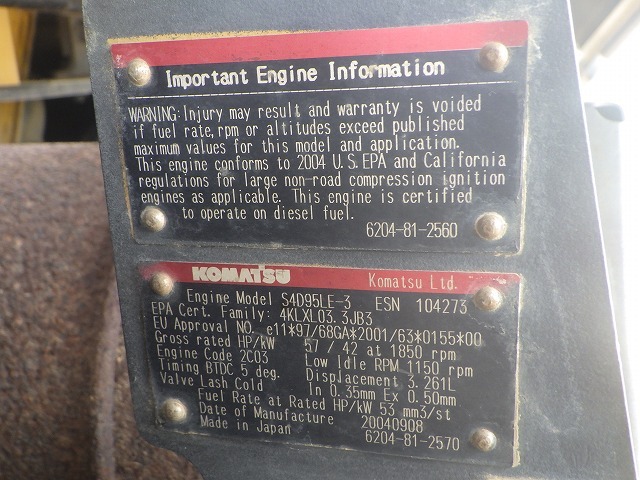 Important Engine Information
WARNING: Injury may result and warranty is voided
if fuel rate, rpm or altitudes exceed published
maximum values for this model and application.
This engine conforms to 2004 U.S. EPA and California
regulations for large non-road compression ignition
engines as applicable. This engine is certified
to operate on diesel fuel.
6204-81-2560
KOMATSU Komatsu Ltd.
Engine Model S4D95LE-3 ESN 104273
EPA Cert. Family: 4KLXL03.3JB3
EU Approval NO. e11*97/68GA*2001/63*0155*00
Gross rated HP/kW 57 / 42 at 1850 rpm
Engine Code 2C03 Low Idle RPM 1150 rpm
Timing BTDC 5 deg. Displacement 3.261L
Valve Lash Cold In 0.35mm Ex 0.50mm
Fuel Rate at Rated HP/kW 53 mm3/st
Date of Manufacture 20040908
Made in Japan 6204-81-2570